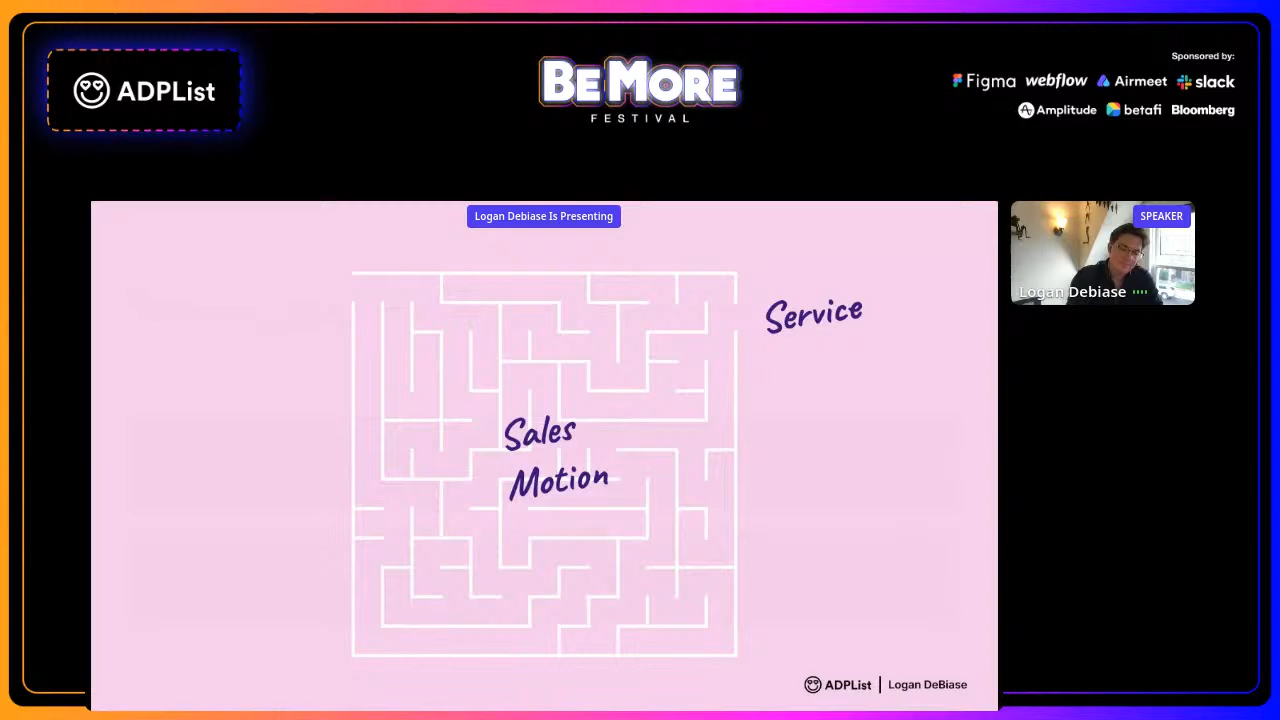 ADPList
BE MORE
FESTIVAL
Sponsored by:
Figma webflow Airmeet slack
Amplitude betafi Bloomberg
Logan Debiase Is Presenting
SPEAKER
Logan Debiase
Service
Sales
Motion
ADPList | Logan DeBiase